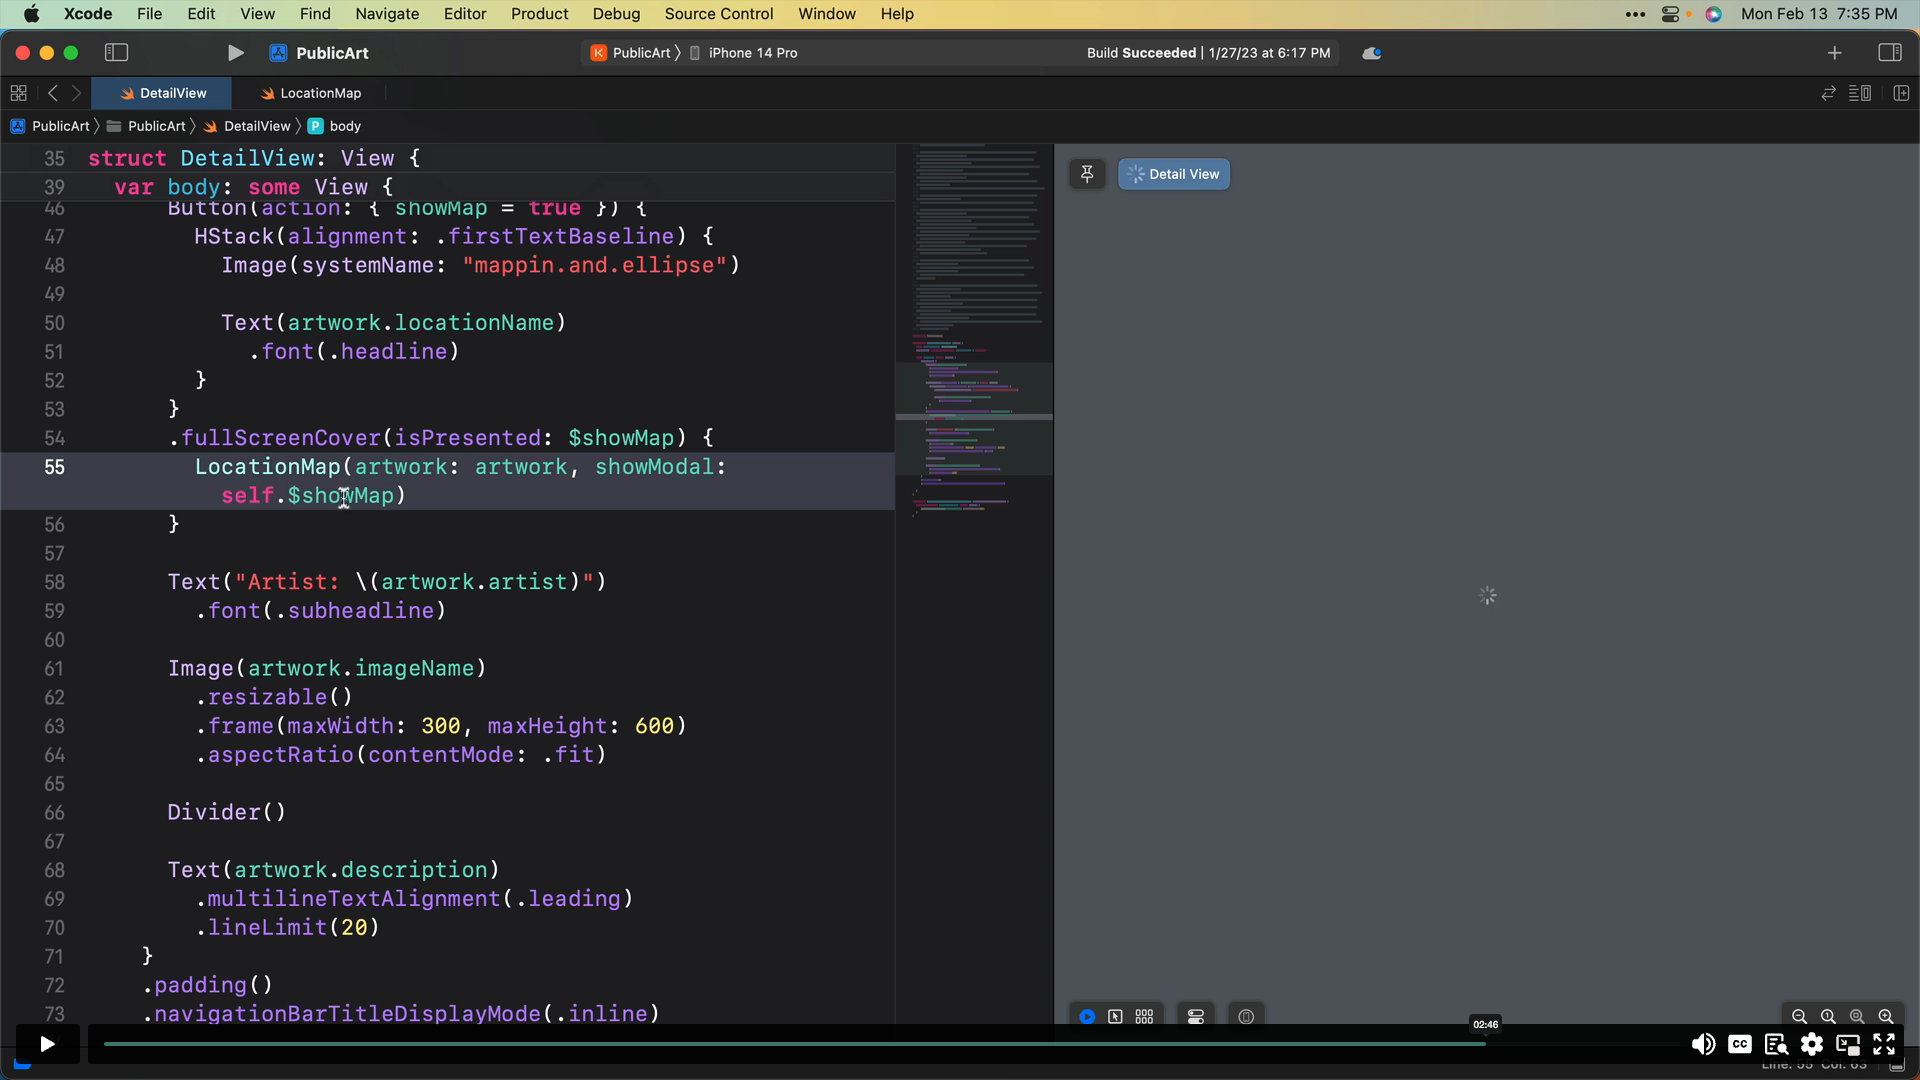 Xcode File Edit View Find Navigate Editor Product Debug Source Control Window Help Mon Feb 13 7:35 PM
PublicArt PublicArt iPhone 14 Pro Build Succeeded | 1/27/23 at 6:17 PM
DetailView LocationMap
PublicArt PublicArt DetailView P body
35 struct DetailView: View {
39 var body: some View {
46 Button(action: { showMap = true }) {
47 HStack(alignment: .firstTextBaseline) {
48 Image(systemName: "mappin.and.ellipse")
49
50 Text(artwork.locationName)
51 .font(.headline)
52 }
53 }
54 .fullScreenCover(isPresented: $showMap) {
55 LocationMap(artwork: artwork, showModal:
self.$showMap)
56 }
57
58 Text("Artist: \(artwork.artist)")
59 .font(.subheadline)
60
61 Image(artwork.imageName)
62 .resizable()
63 .frame(maxWidth: 300, maxHeight: 600)
64 .aspectRatio(contentMode: .fit)
65
66 Divider()
67
68 Text(artwork.description)
69 .multilineTextAlignment(.leading)
70 .lineLimit(20)
71 }
72 .padding()
73 .navigationBarTitleDisplayMode(.inline)
Detail View
02:46
CC
Line: 55 Col: 63